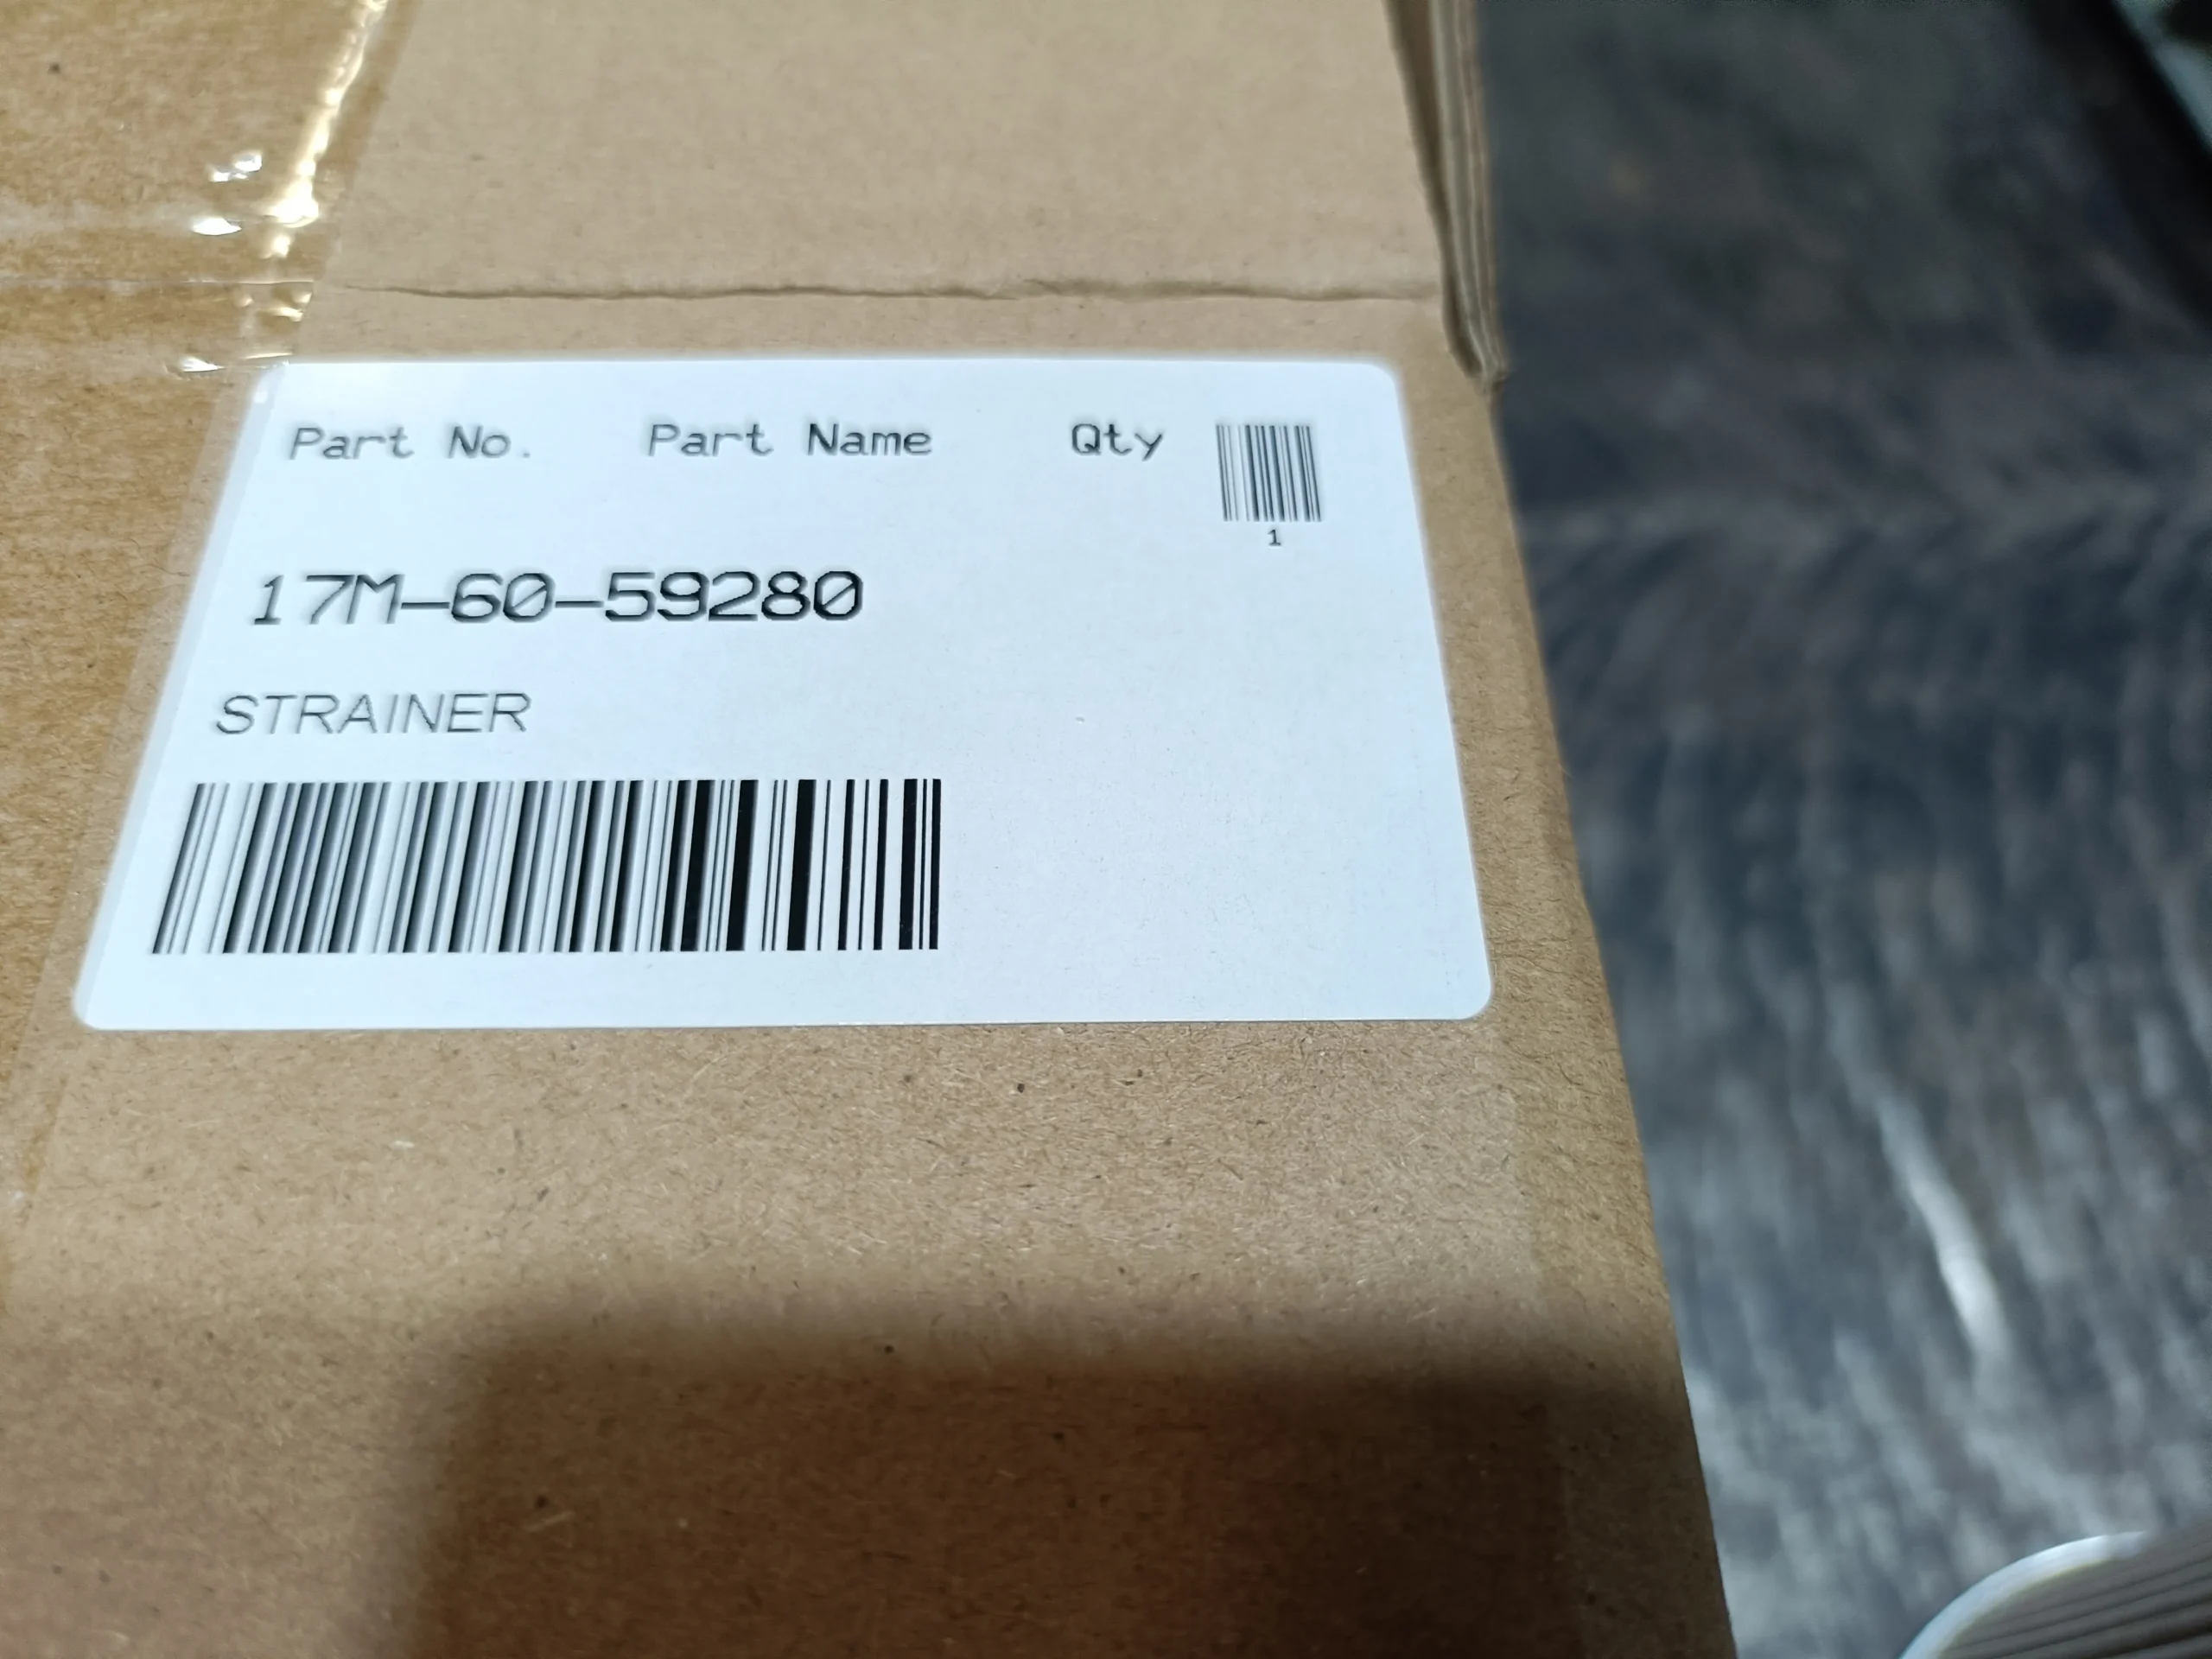 Part No. Part Name Qty
1
17M-60-59280
STRAINER